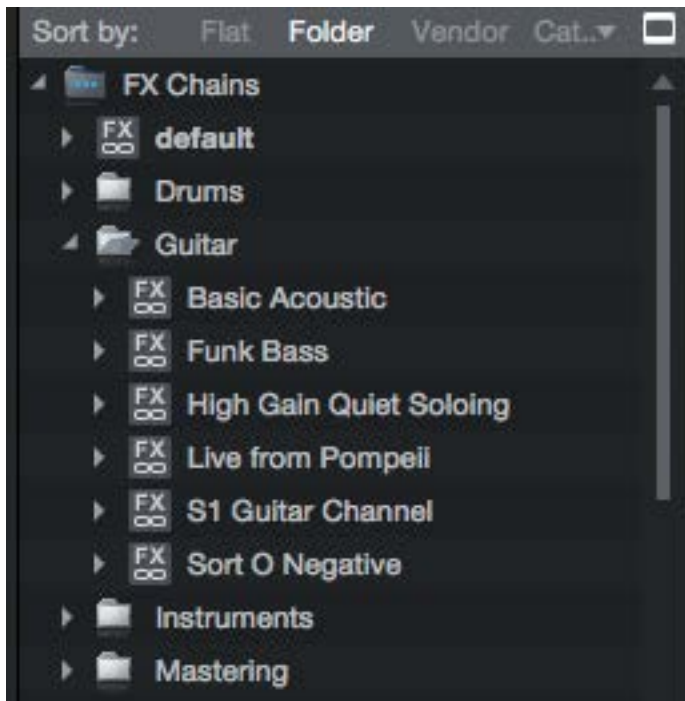 Sort by: Flat Folder Vendor Cat..
FX Chains
FX default
Drums
Guitar
FX Basic Acoustic
FX Funk Bass
FX High Gain Quiet Soloing
FX Live from Pompeii
FX S1 Guitar Channel
FX Sort O Negative
Instruments
Mastering